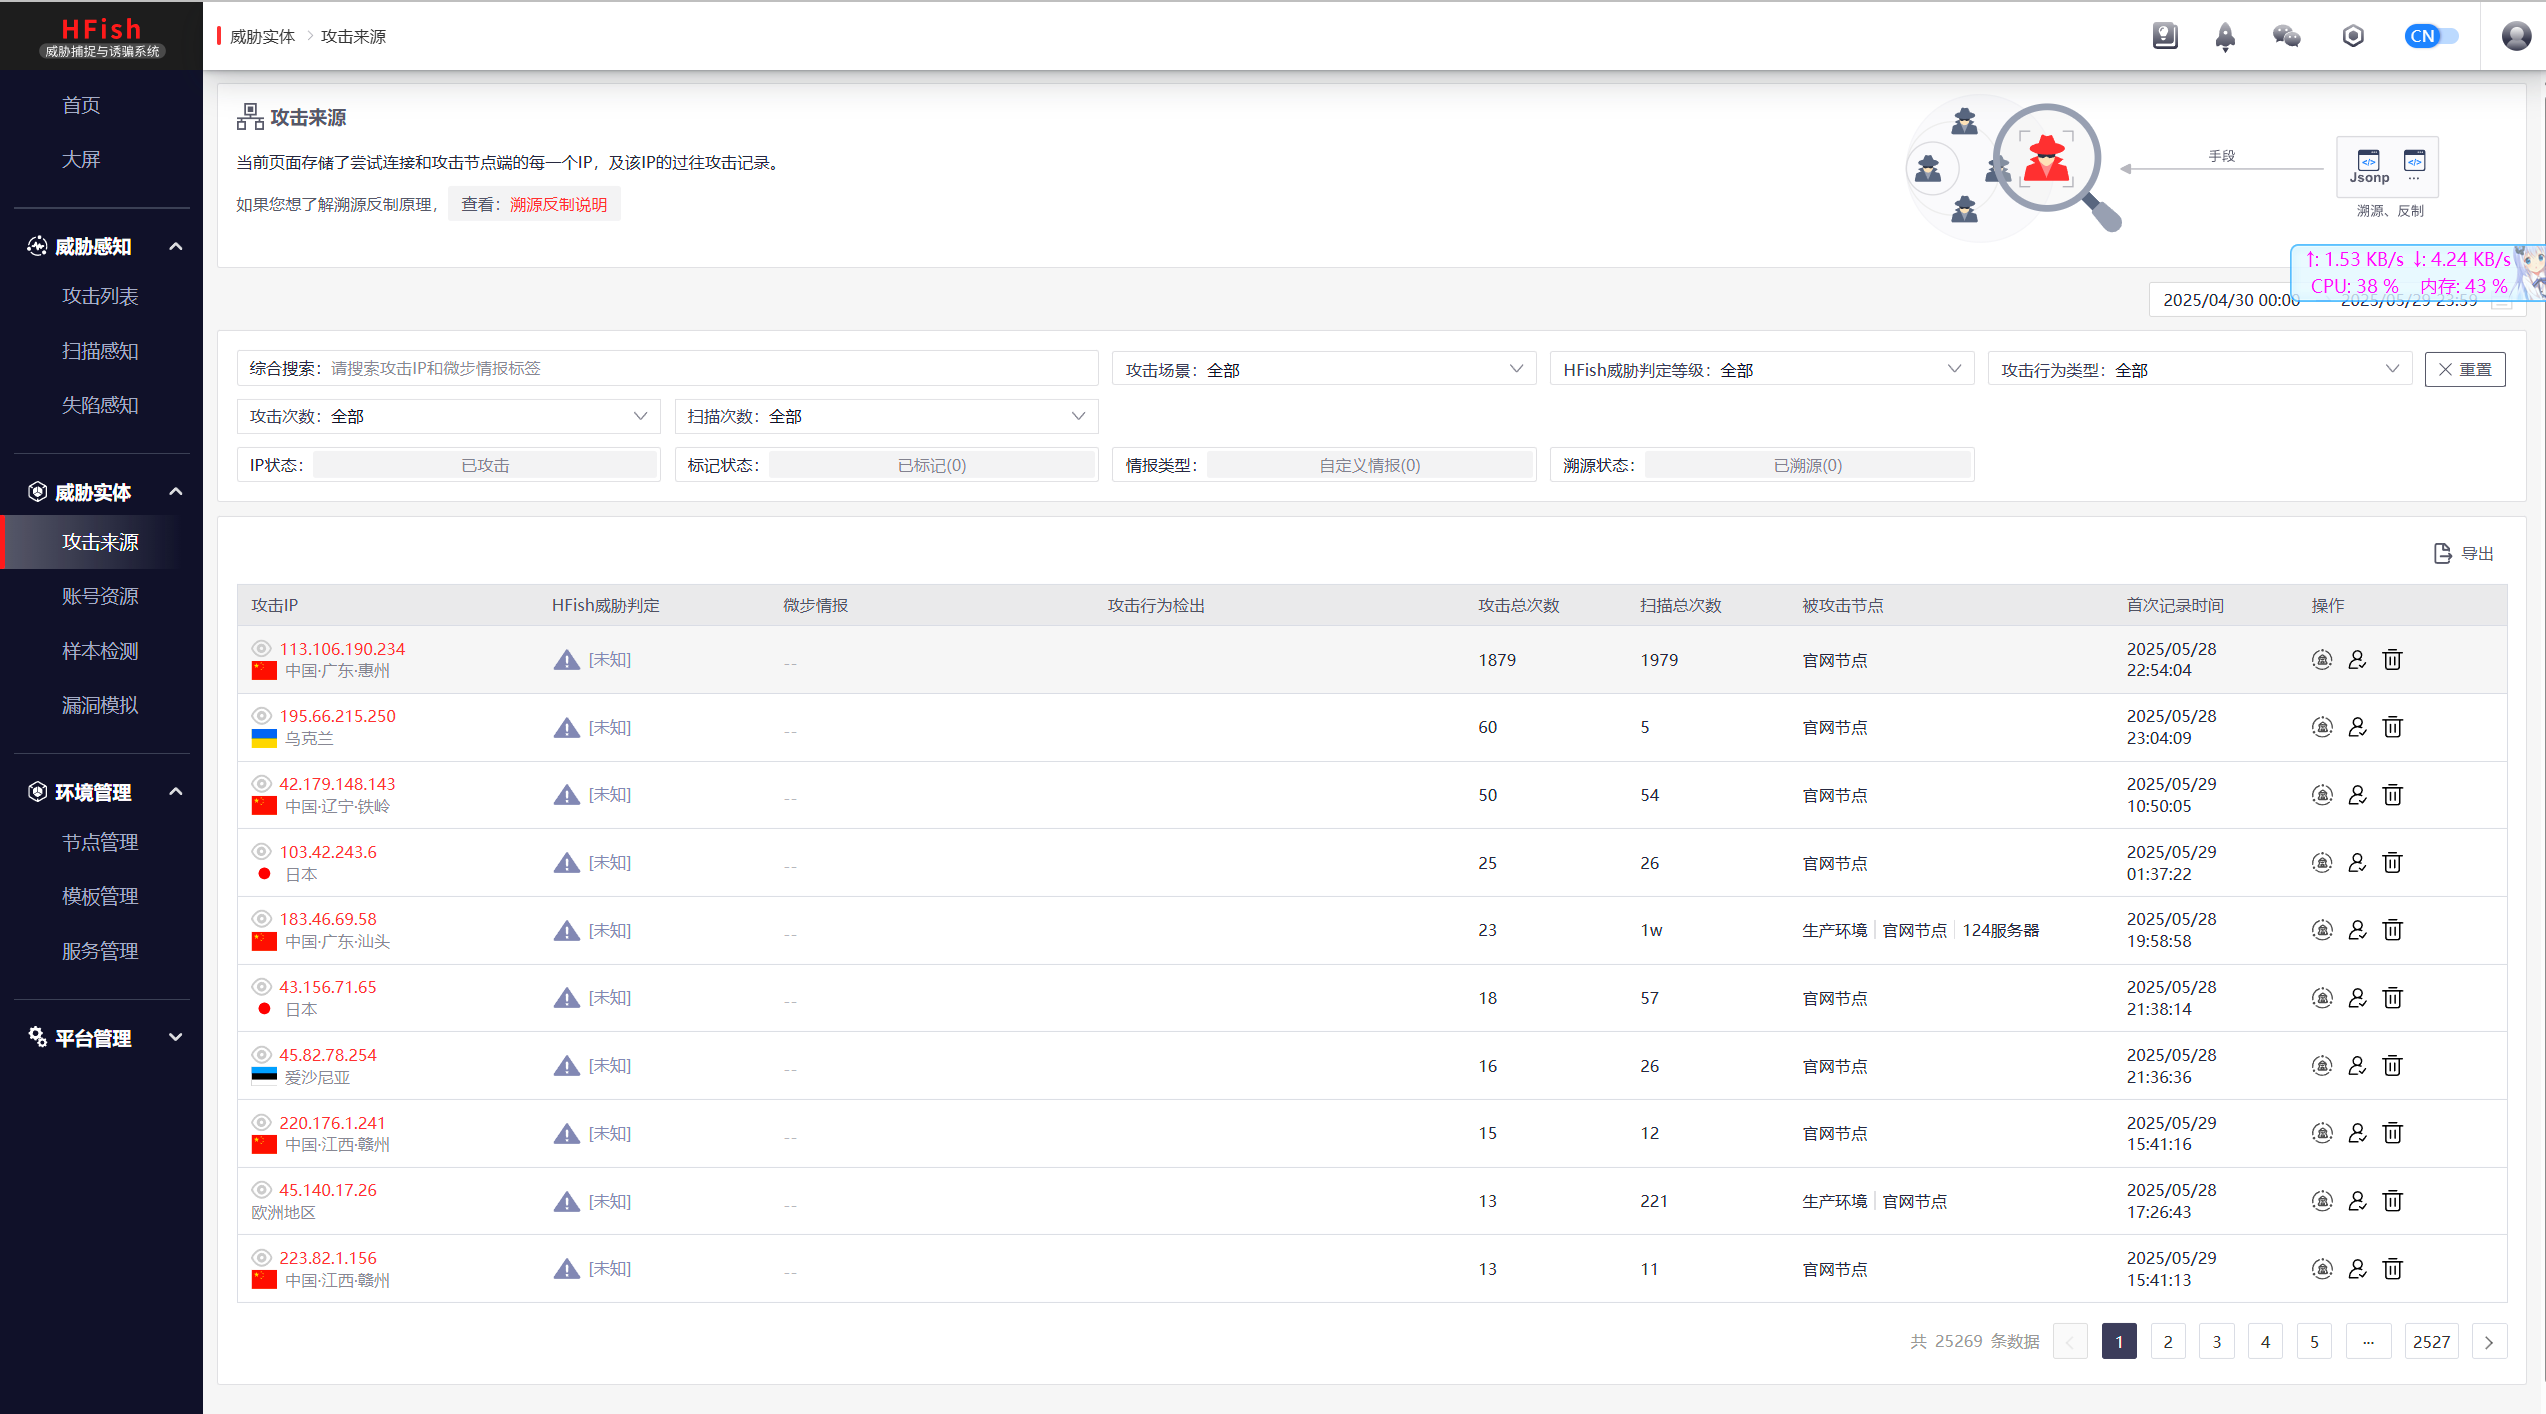 HFish
威胁捕捉与诱骗系统
威胁实体 > 攻击来源
CN
首页
大屏
威胁感知
攻击列表
扫描感知
失陷感知
威胁实体
攻击来源
账号资源
样本检测
漏洞模拟
环境管理
节点管理
模板管理
服务管理
平台管理
攻击来源
当前页面存储了尝试连接和攻击节点端的每一个IP，及该IP的过往攻击记录。
如果您想了解溯源反制原理， 查看：溯源反制说明
手段
Jsonp ...
溯源、反制
↑: 1.53 KB/s ↓: 4.24 KB/s
CPU: 38 % 内存: 43 %
2025/04/30 00:00 2025/05/29 23:59
综合搜索：请搜索攻击IP和微步情报标签 攻击场景：全部 HFish威胁判定等级：全部 攻击行为类型：全部 重置
攻击次数：全部 扫描次数：全部
IP状态： 已攻击 标记状态： 已标记(0) 情报类型： 自定义情报(0) 溯源状态： 已溯源(0)
导出
攻击IP HFish威胁判定 微步情报 攻击行为检出 攻击总次数 扫描总次数 被攻击节点 首次记录时间 操作
113.106.190.234 中国·广东·惠州 [未知] -- 1879 1979 官网节点 2025/05/28 22:54:04
195.66.215.250 乌克兰 [未知] -- 60 5 官网节点 2025/05/28 23:04:09
42.179.148.143 中国·辽宁·铁岭 [未知] -- 50 54 官网节点 2025/05/29 10:50:05
103.42.243.6 日本 [未知] -- 25 26 官网节点 2025/05/29 01:37:22
183.46.69.58 中国·广东·汕头 [未知] -- 23 1w 生产环境 | 官网节点 | 124服务器 2025/05/28 19:58:58
43.156.71.65 日本 [未知] -- 18 57 官网节点 2025/05/28 21:38:14
45.82.78.254 爱沙尼亚 [未知] -- 16 26 官网节点 2025/05/28 21:36:36
220.176.1.241 中国·江西·赣州 [未知] -- 15 12 官网节点 2025/05/29 15:41:16
45.140.17.26 欧洲地区 [未知] -- 13 221 生产环境 | 官网节点 2025/05/28 17:26:43
223.82.1.156 中国·江西·赣州 [未知] -- 13 11 官网节点 2025/05/29 15:41:13
共 25269 条数据 < 1 2 3 4 5 ··· 2527 >